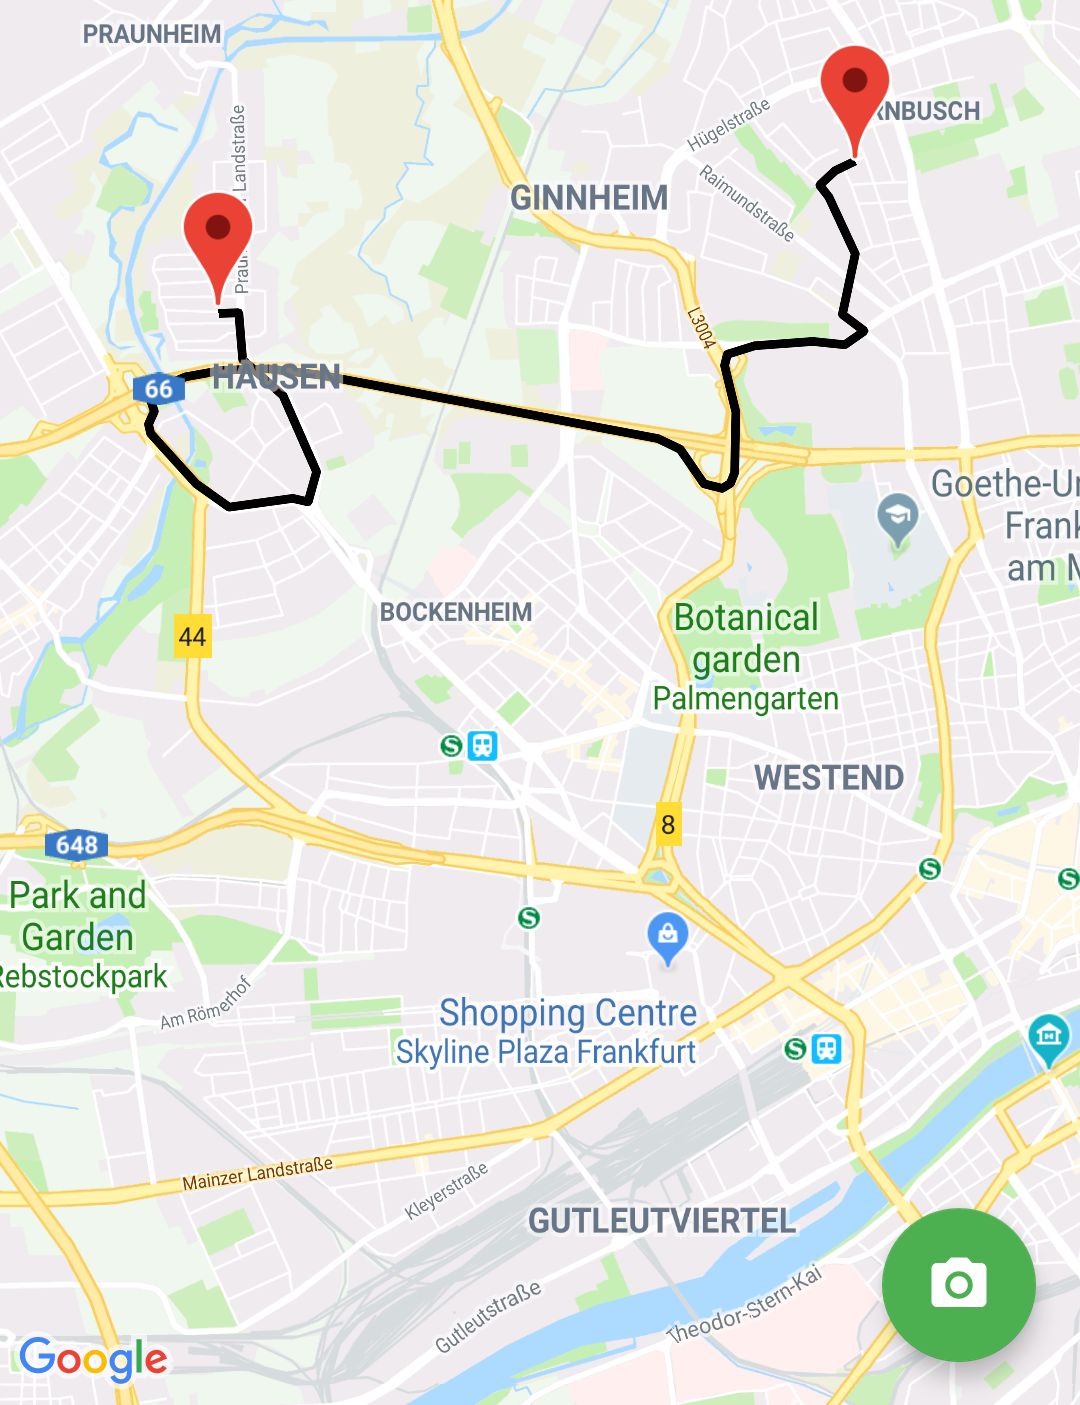 PRAUNHEIM
Landstraße
Hügelstraße
RNBUSCH
Raimundstraße
GINNHEIM
Praun
L3004
HAUSEN
66
Goethe-Un
Frank
am M
BOCKENHEIM
Botanical
garden
Palmengarten
44
S
WESTEND
8
648
S
S
Park and
Garden
Rebstockpark
S
Am Römerhof
Shopping Centre
Skyline Plaza Frankfurt
S
Mainzer Landstraße
Kleyerstraße
GUTLEUTVIERTEL
Gutleutstraße
Theodor-Stern-Kai
Google